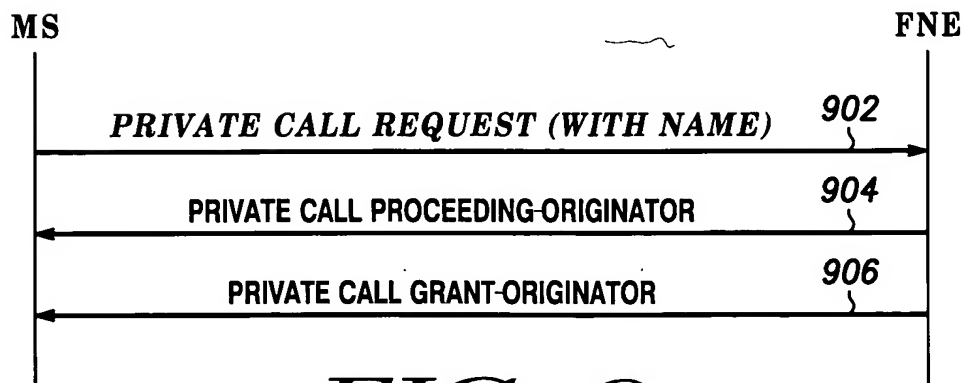 MS FNE
PRIVATE CALL REQUEST (WITH NAME) 902
PRIVATE CALL PROCEEDING-ORIGINATOR 904
PRIVATE CALL GRANT-ORIGINATOR 906